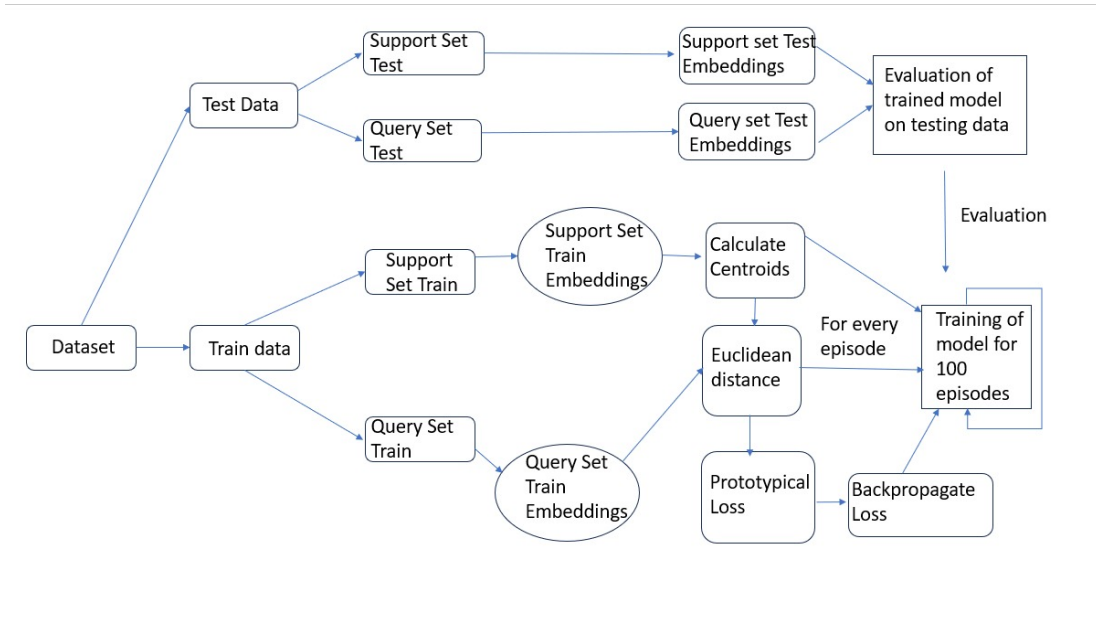 Support Set
Test
Support set Test
Embeddings
Evaluation of
trained model
on testing data
Test Data
Query Set
Test
Query set Test
Embeddings
Evaluation
Support Set
Train
Embeddings
Calculate
Centroids
Support
Set Train
For every
episode
Training of
model for
100
episodes
Dataset
Train data
Euclidean
distance
Query Set
Train
Query Set
Train
Embeddings
Prototypical
Loss
Backpropagate
Loss